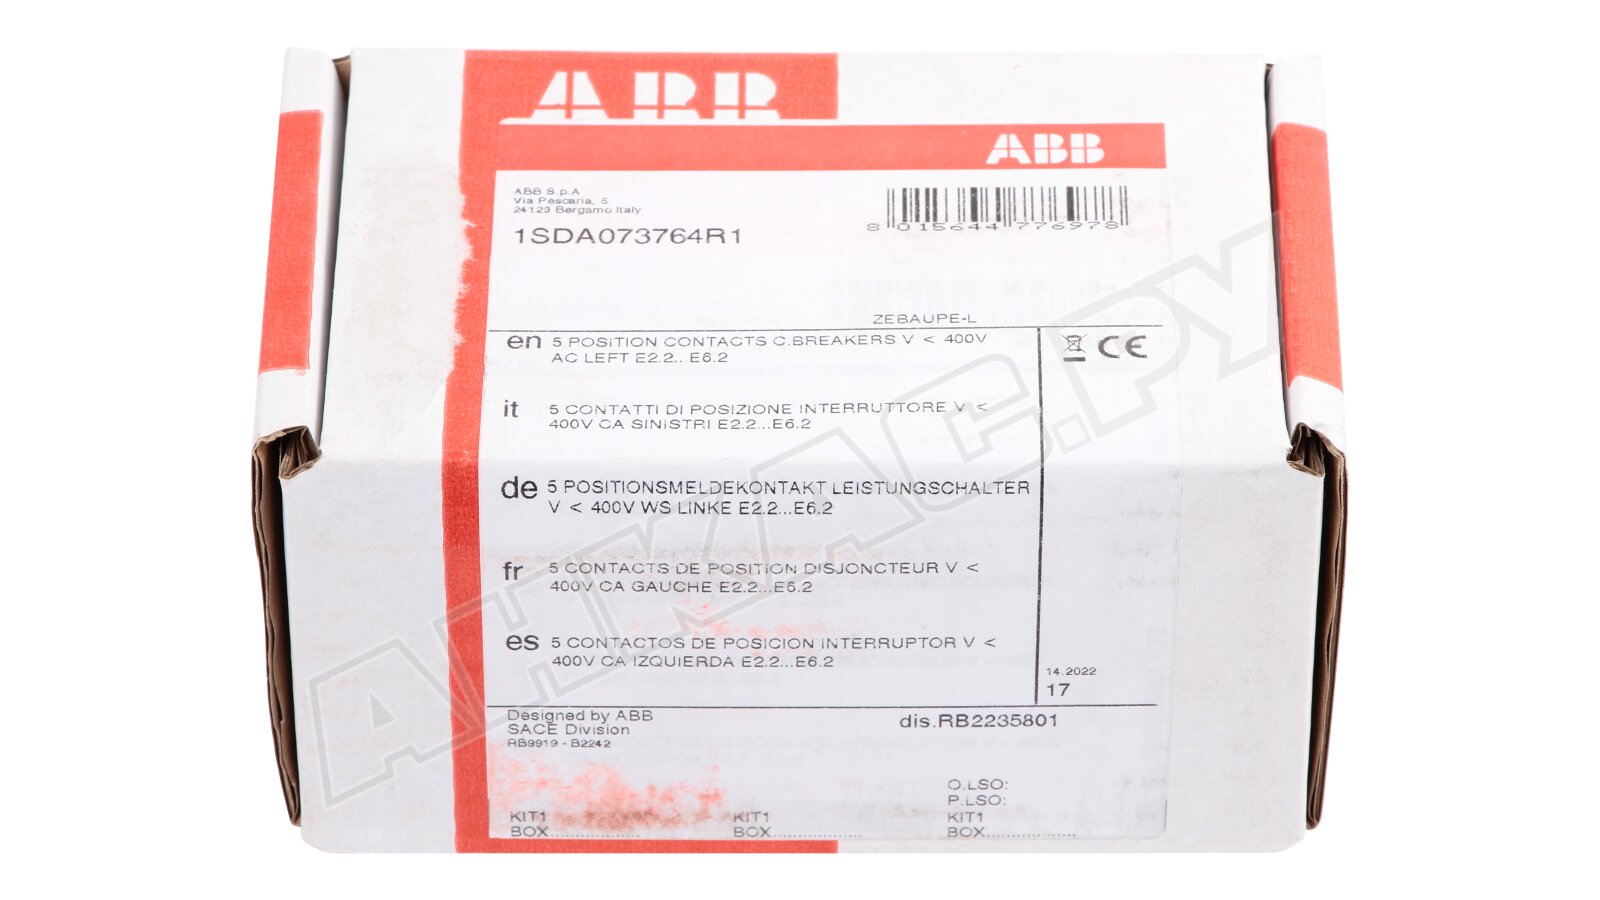 ABB
ABB
ABB S.p.A
Via Pescaria, 5
24123 Bergamo Italy
1SDA073764R1
8 015644 776978
ZEBAUPE-L
en 5 POSITION CONTACTS C.BREAKERS V < 400V
AC LEFT E2.2...E6.2
CE
it 5 CONTATTI DI POSIZIONE INTERRUTTORE V <
400V CA SINISTRI E2.2...E6.2
de 5 POSITIONSMELDEKONTAKT LEISTUNGSCHALTER
V < 400V WS LINKE E2.2...E6.2
fr 5 CONTACTS DE POSITION DISJONCTEUR V <
400V CA GAUCHE E2.2...E6.2
es 5 CONTACTOS DE POSICION INTERRUPTOR V <
400V CA IZQUIERDA E2.2...E6.2
14.2022
17
Designed by ABB
SACE Division
RB9919 - B2242
dis.RB2235801
O.LSO:
P.LSO:
KIT1 KIT1 KIT1
BOX................... BOX................... BOX...................
АНКАС.РУ